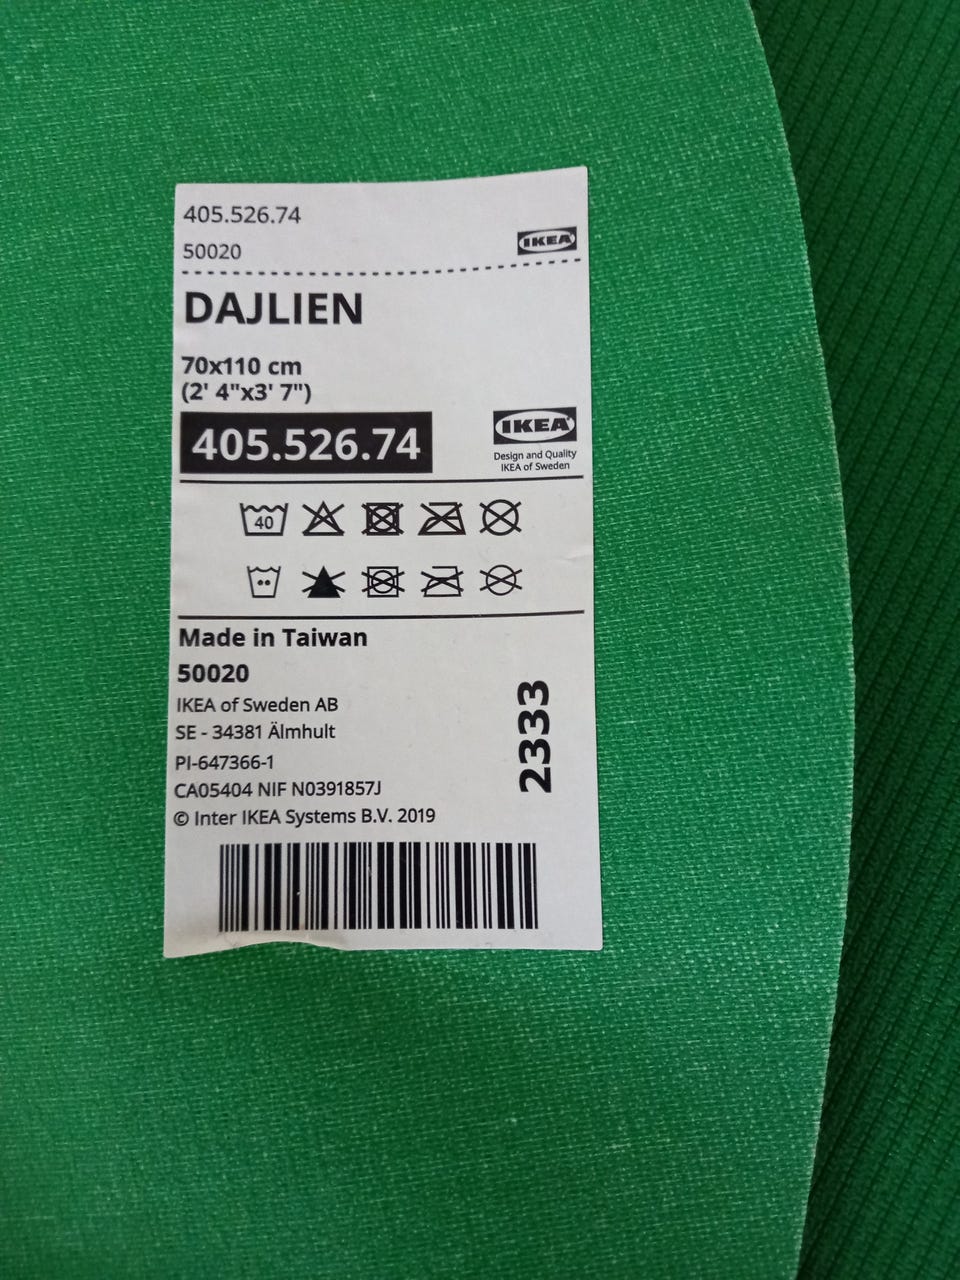 405.526.74
50020
IKEA
DAJLIEN
70x110 cm
(2' 4"x3' 7")
405.526.74
IKEA
Design and Quality
IKEA of Sweden
40
Made in Taiwan
50020
IKEA of Sweden AB
SE - 34381 Älmhult
PI-647366-1
CA05404 NIF N0391857J
© Inter IKEA Systems B.V. 2019
2333